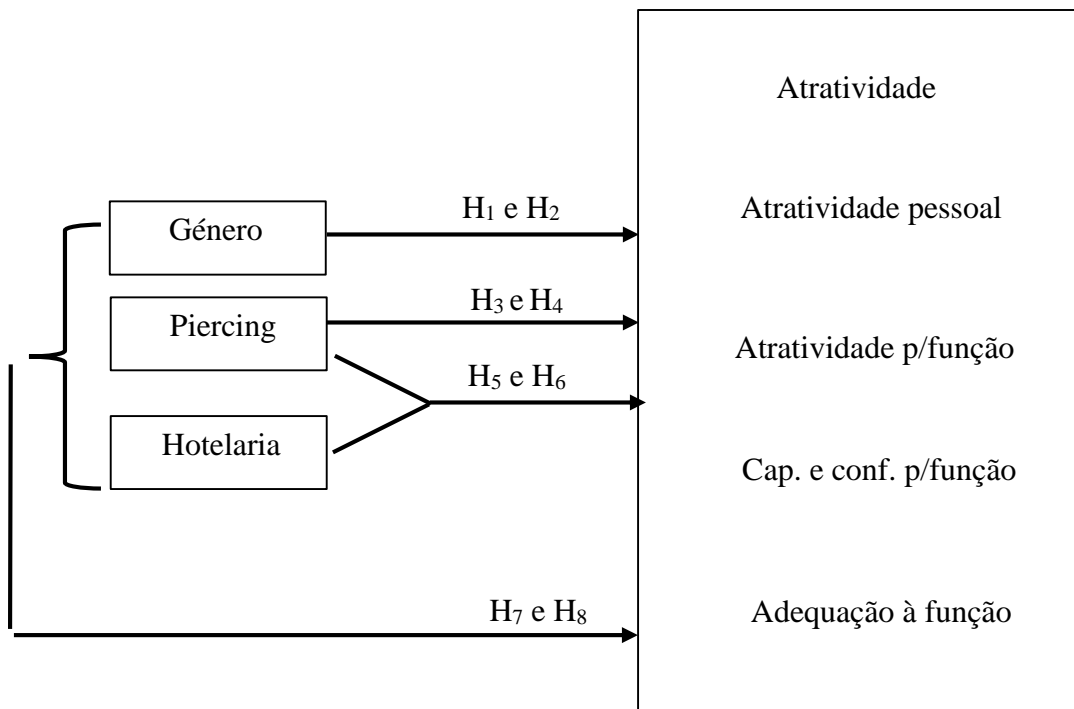 Atratividade
Género
H₁ e H₂
Atratividade pessoal
Piercing
H₃ e H₄
Atratividade p/função
H₅ e H₆
Hotelaria
Cap. e conf. p/função
H₇ e H₈
Adequação à função